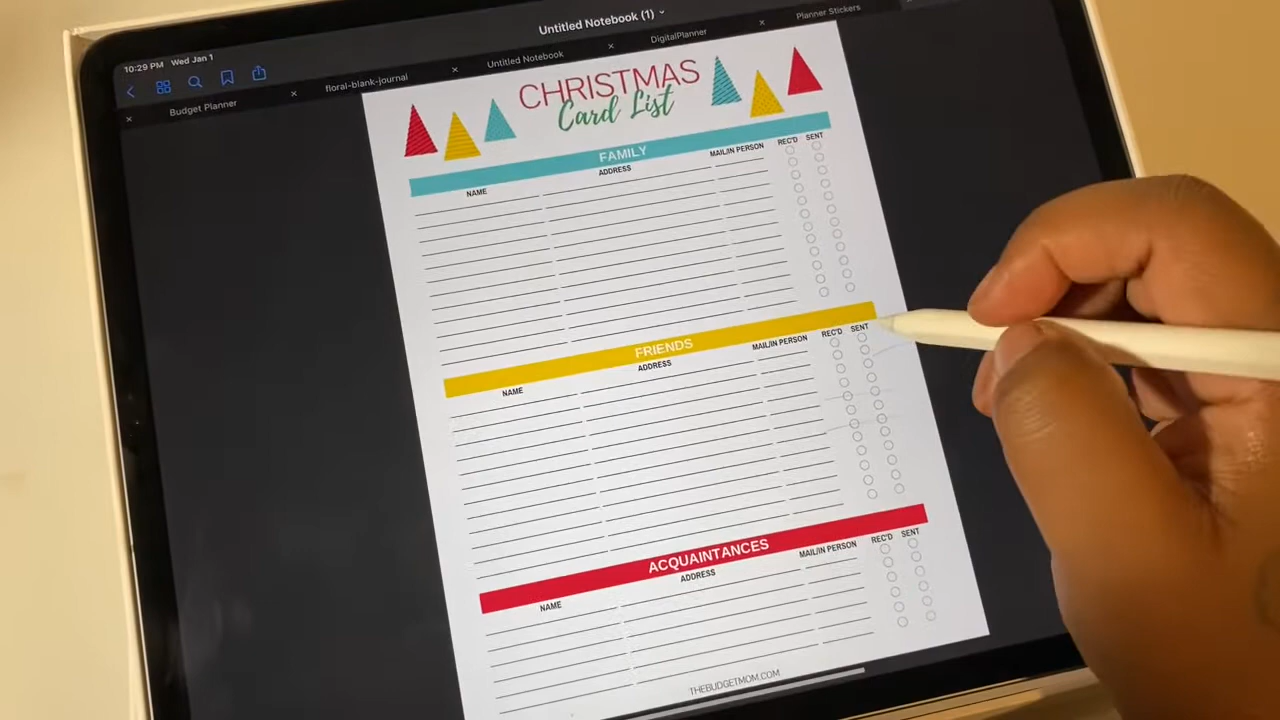 10:29 PM Wed Jan 1
Untitled Notebook (1)
Budget Planner
floral-blank-journal
Untitled Notebook
DigitalPlanner
Planner Stickers
CHRISTMAS
Card List
FAMILY
NAME ADDRESS MAIL/IN PERSON REC'D SENT
FRIENDS
NAME ADDRESS MAIL/IN PERSON REC'D SENT
ACQUAINTANCES
NAME ADDRESS MAIL/IN PERSON REC'D SENT
THEBUDGETMOM.COM